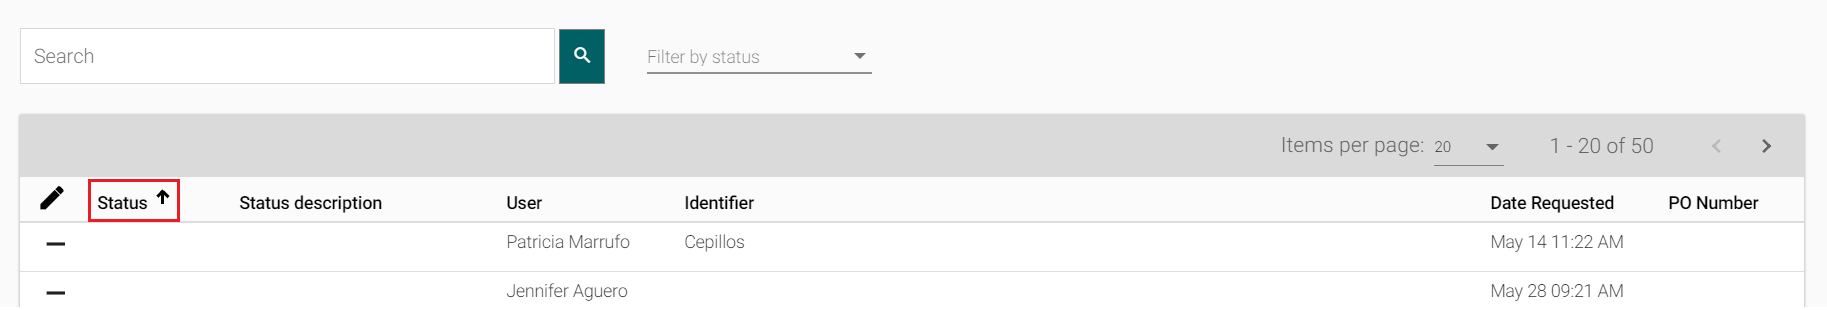 Search
Filter by status
Items per page: 20 1 - 20 of 50
Status Status description User Identifier Date Requested PO Number
Patricia Marrufo Cepillos May 14 11:22 AM
Jennifer Aguero May 28 09:21 AM